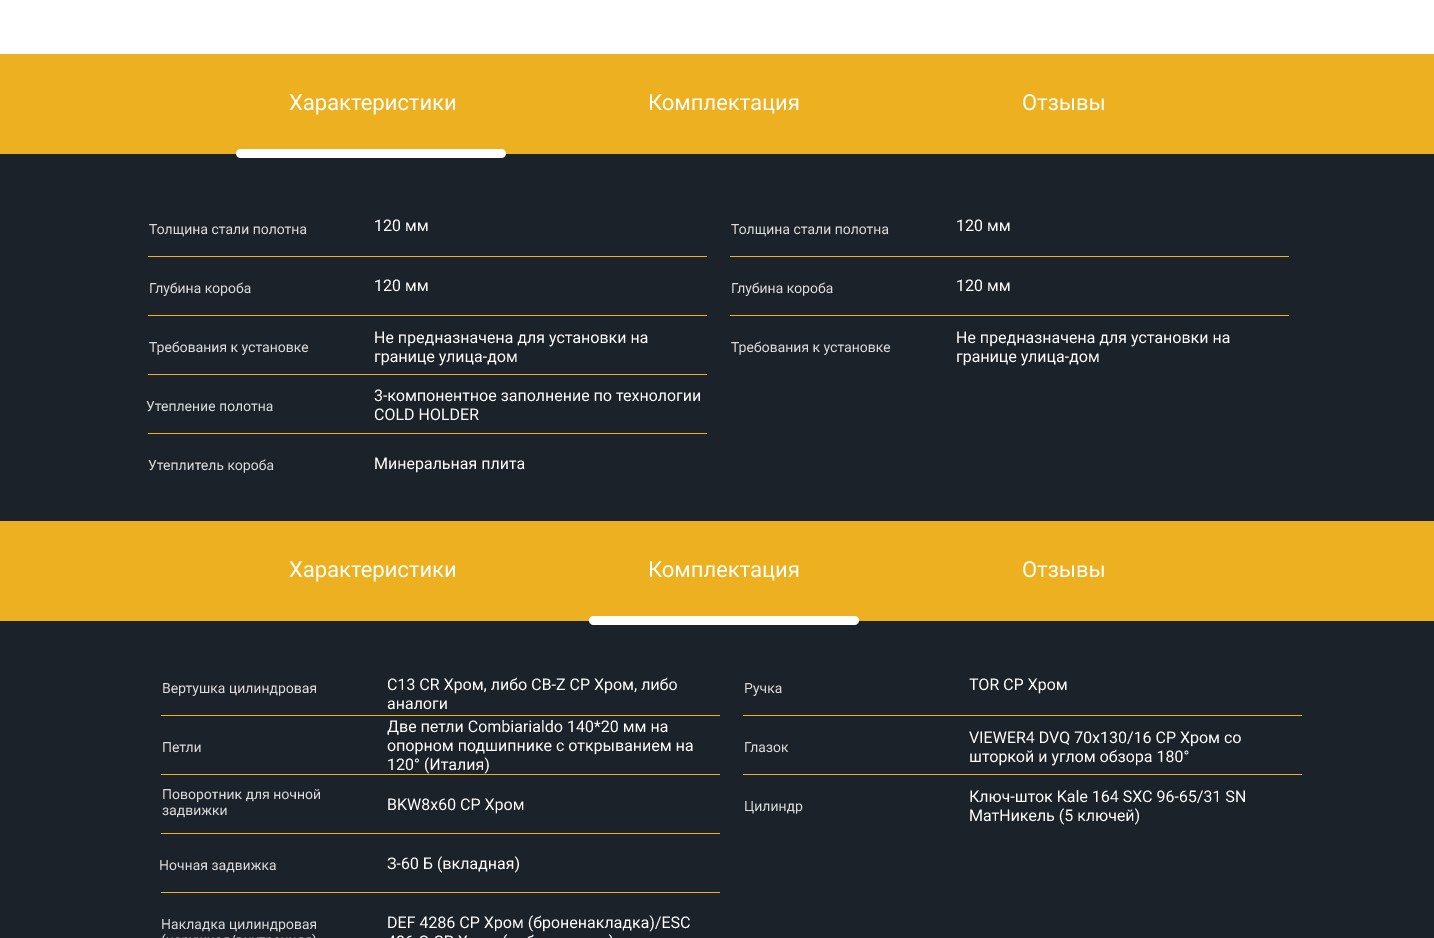 Характеристики
Комплектация
Отзывы
Толщина стали полотна
120 мм
Глубина короба
120 мм
Требования к установке
Не предназначена для установки на
границе улица-дом
Утепление полотна
3-компонентное заполнение по технологии
COLD HOLDER
Утеплитель короба
Минеральная плита
Толщина стали полотна
120 мм
Глубина короба
120 мм
Требования к установке
Не предназначена для установки на
границе улица-дом
Характеристики
Комплектация
Отзывы
Вертушка цилиндровая
C13 CR Хром, либо CB-Z CP Хром, либо
аналоги
Петли
Две петли Combiarialdo 140*20 мм на
опорном подшипнике с открыванием на
120° (Италия)
Поворотник для ночной
задвижки
BKW8x60 CP Хром
Ночная задвижка
З-60 Б (вкладная)
Накладка цилиндровая
DEF 4286 CP Хром (броненакладка)/ESC
Ручка
TOR CP Хром
Глазок
VIEWER4 DVQ 70x130/16 CP Хром со
шторкой и углом обзора 180°
Цилиндр
Ключ-шток Kale 164 SXC 96-65/31 SN
МатНикель (5 ключей)